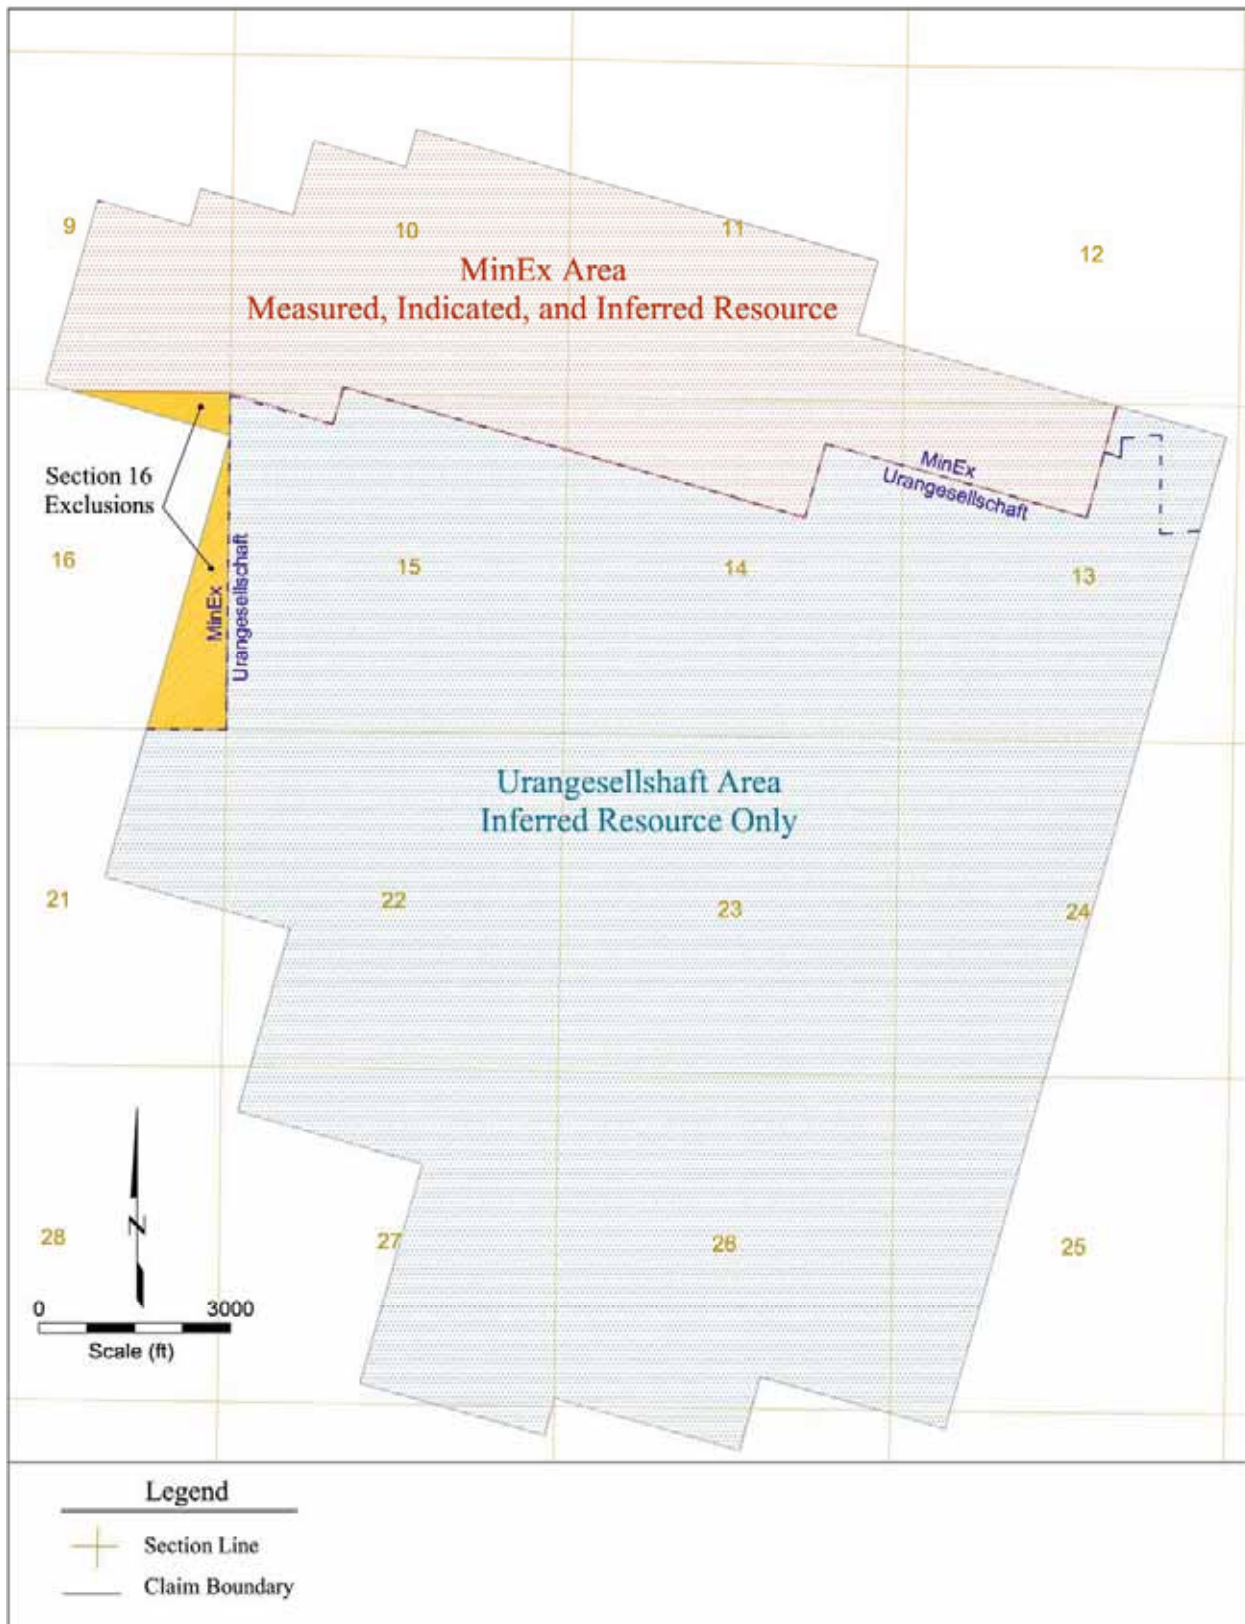 9
10
11
12
MinEx Area
Measured, Indicated, and Inferred Resource
Section 16
Exclusions
MinEx
Urangesellschaft
16
15
14
13
MinEx
Urangesellschaft
Urangesellshaft Area
Inferred Resource Only
21
22
23
24
28
27
26
25
N
0 3000
Scale (ft)
Legend
Section Line
Claim Boundary